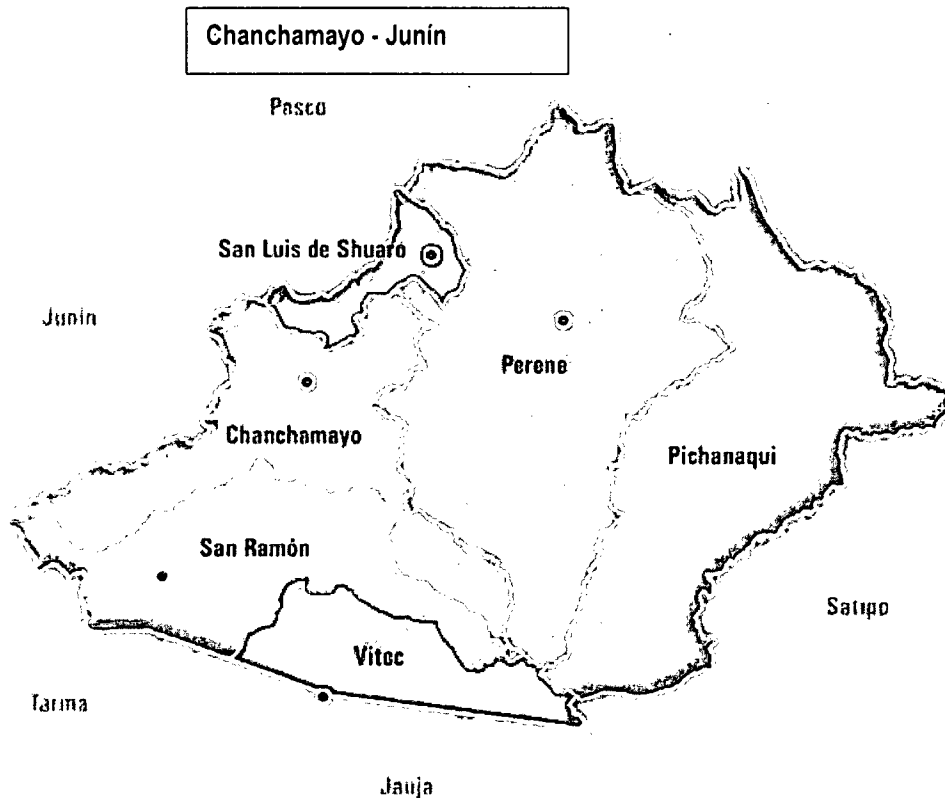 Chanchamayo - Junín
Pasco
San Luis de Shuaro
Junín
Perene
Chanchamayo
Pichanaqui
San Ramón
Satipo
Vitoc
Tarma
Jauja